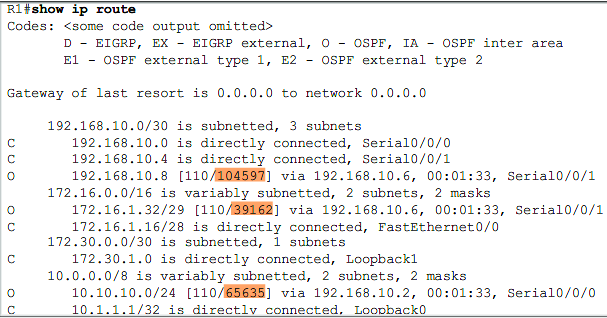 R1#show ip route
Codes: <some code output omitted>
D - EIGRP, EX - EIGRP external, O - OSPF, IA - OSPF inter area
E1 - OSPF external type 1, E2 - OSPF external type 2
Gateway of last resort is 0.0.0.0 to network 0.0.0.0
192.168.10.0/30 is subnetted, 3 subnets
C 192.168.10.0 is directly connected, Serial0/0/0
C 192.168.10.4 is directly connected, Serial0/0/1
O 192.168.10.8 [110/104597] via 192.168.10.6, 00:01:33, Serial0/0/1
172.16.0.0/16 is variably subnetted, 2 subnets, 2 masks
O 172.16.1.32/29 [110/39162] via 192.168.10.6, 00:01:33, Serial0/0/1
C 172.16.1.16/28 is directly connected, FastEthernet0/0
172.30.0.0/30 is subnetted, 1 subnets
C 172.30.1.0 is directly connected, Loopback1
10.0.0.0/8 is variably subnetted, 2 subnets, 2 masks
O 10.10.10.0/24 [110/65635] via 192.168.10.2, 00:01:33, Serial0/0/0
C 10.1.1.1/32 is directly connected, Loopback0